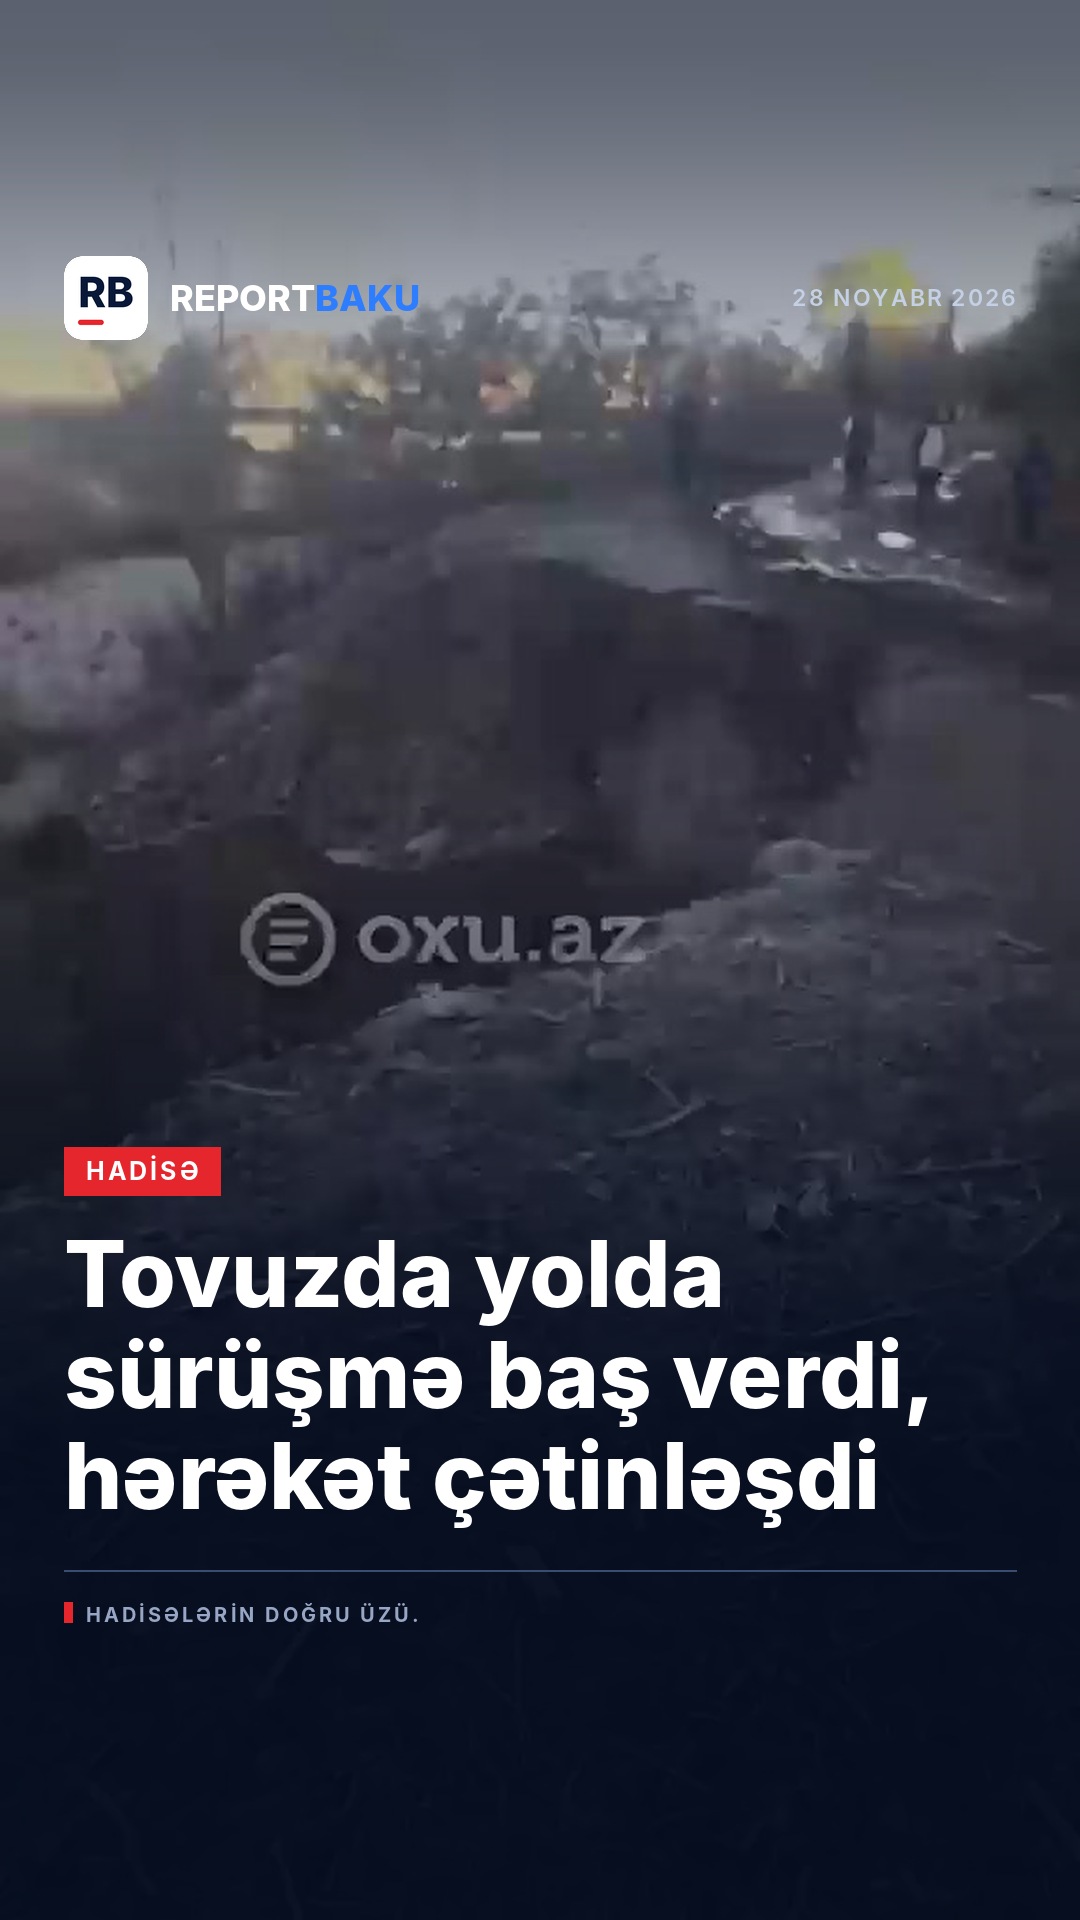 RB
REPORTBAKU
28 NOYABR 2026
oxu.az
HADİSƏ
Tovuzda yolda
sürüşmə baş verdi,
hərəkət çətinləşdi
HADİSƏLƏRİN DOĞRU ÜZÜ.